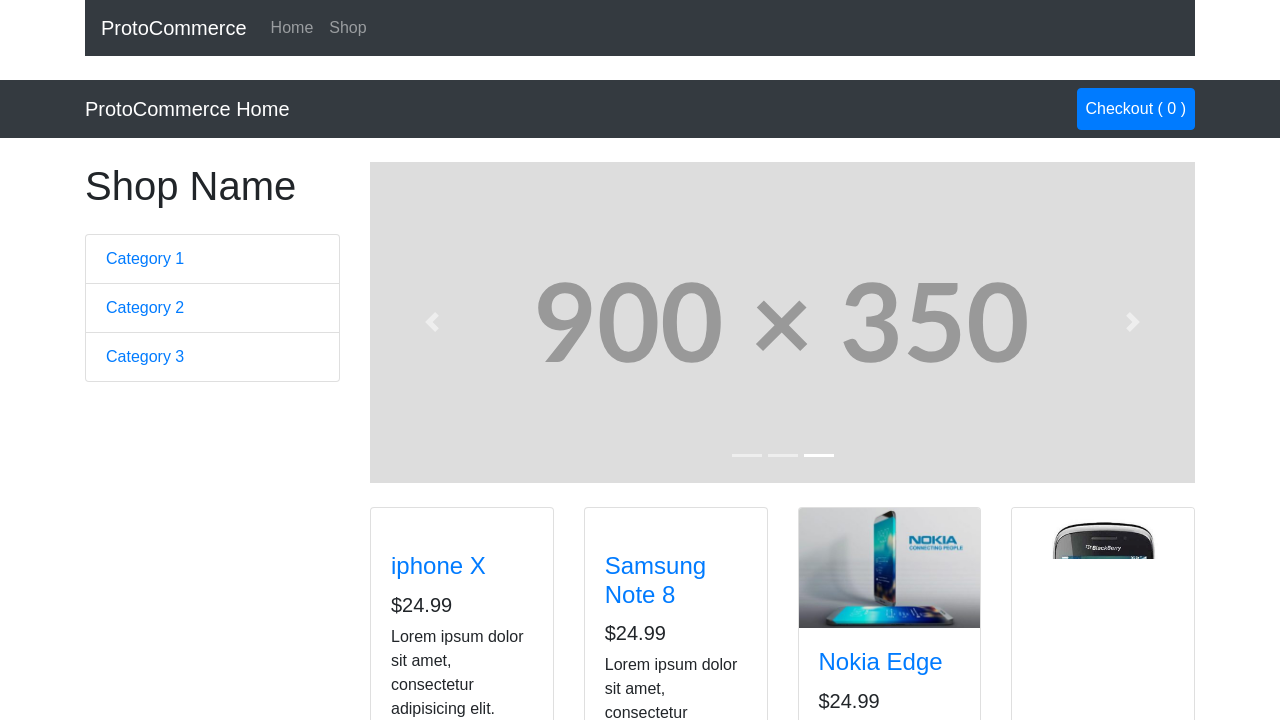 ProtoCommerce Home Shop
ProtoCommerce Home Checkout ( 0 )
Shop Name
Category 1
Category 2
Category 3
900 × 350
iphone X
$24.99
Lorem ipsum dolor
sit amet,
consectetur
adipisicing elit.
Samsung
Note 8
$24.99
Lorem ipsum dolor
sit amet,
consectetur
NOKIA
CONNECTING PEOPLE
Nokia Edge
$24.99
BlackBerry